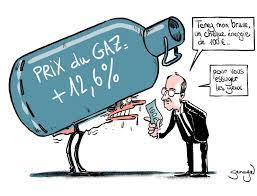 PRIX du GAZ:
+12,6%
Tenez mon brave,
un chèque énergie
de 100 €..
pour vous
essuyer
les yeux